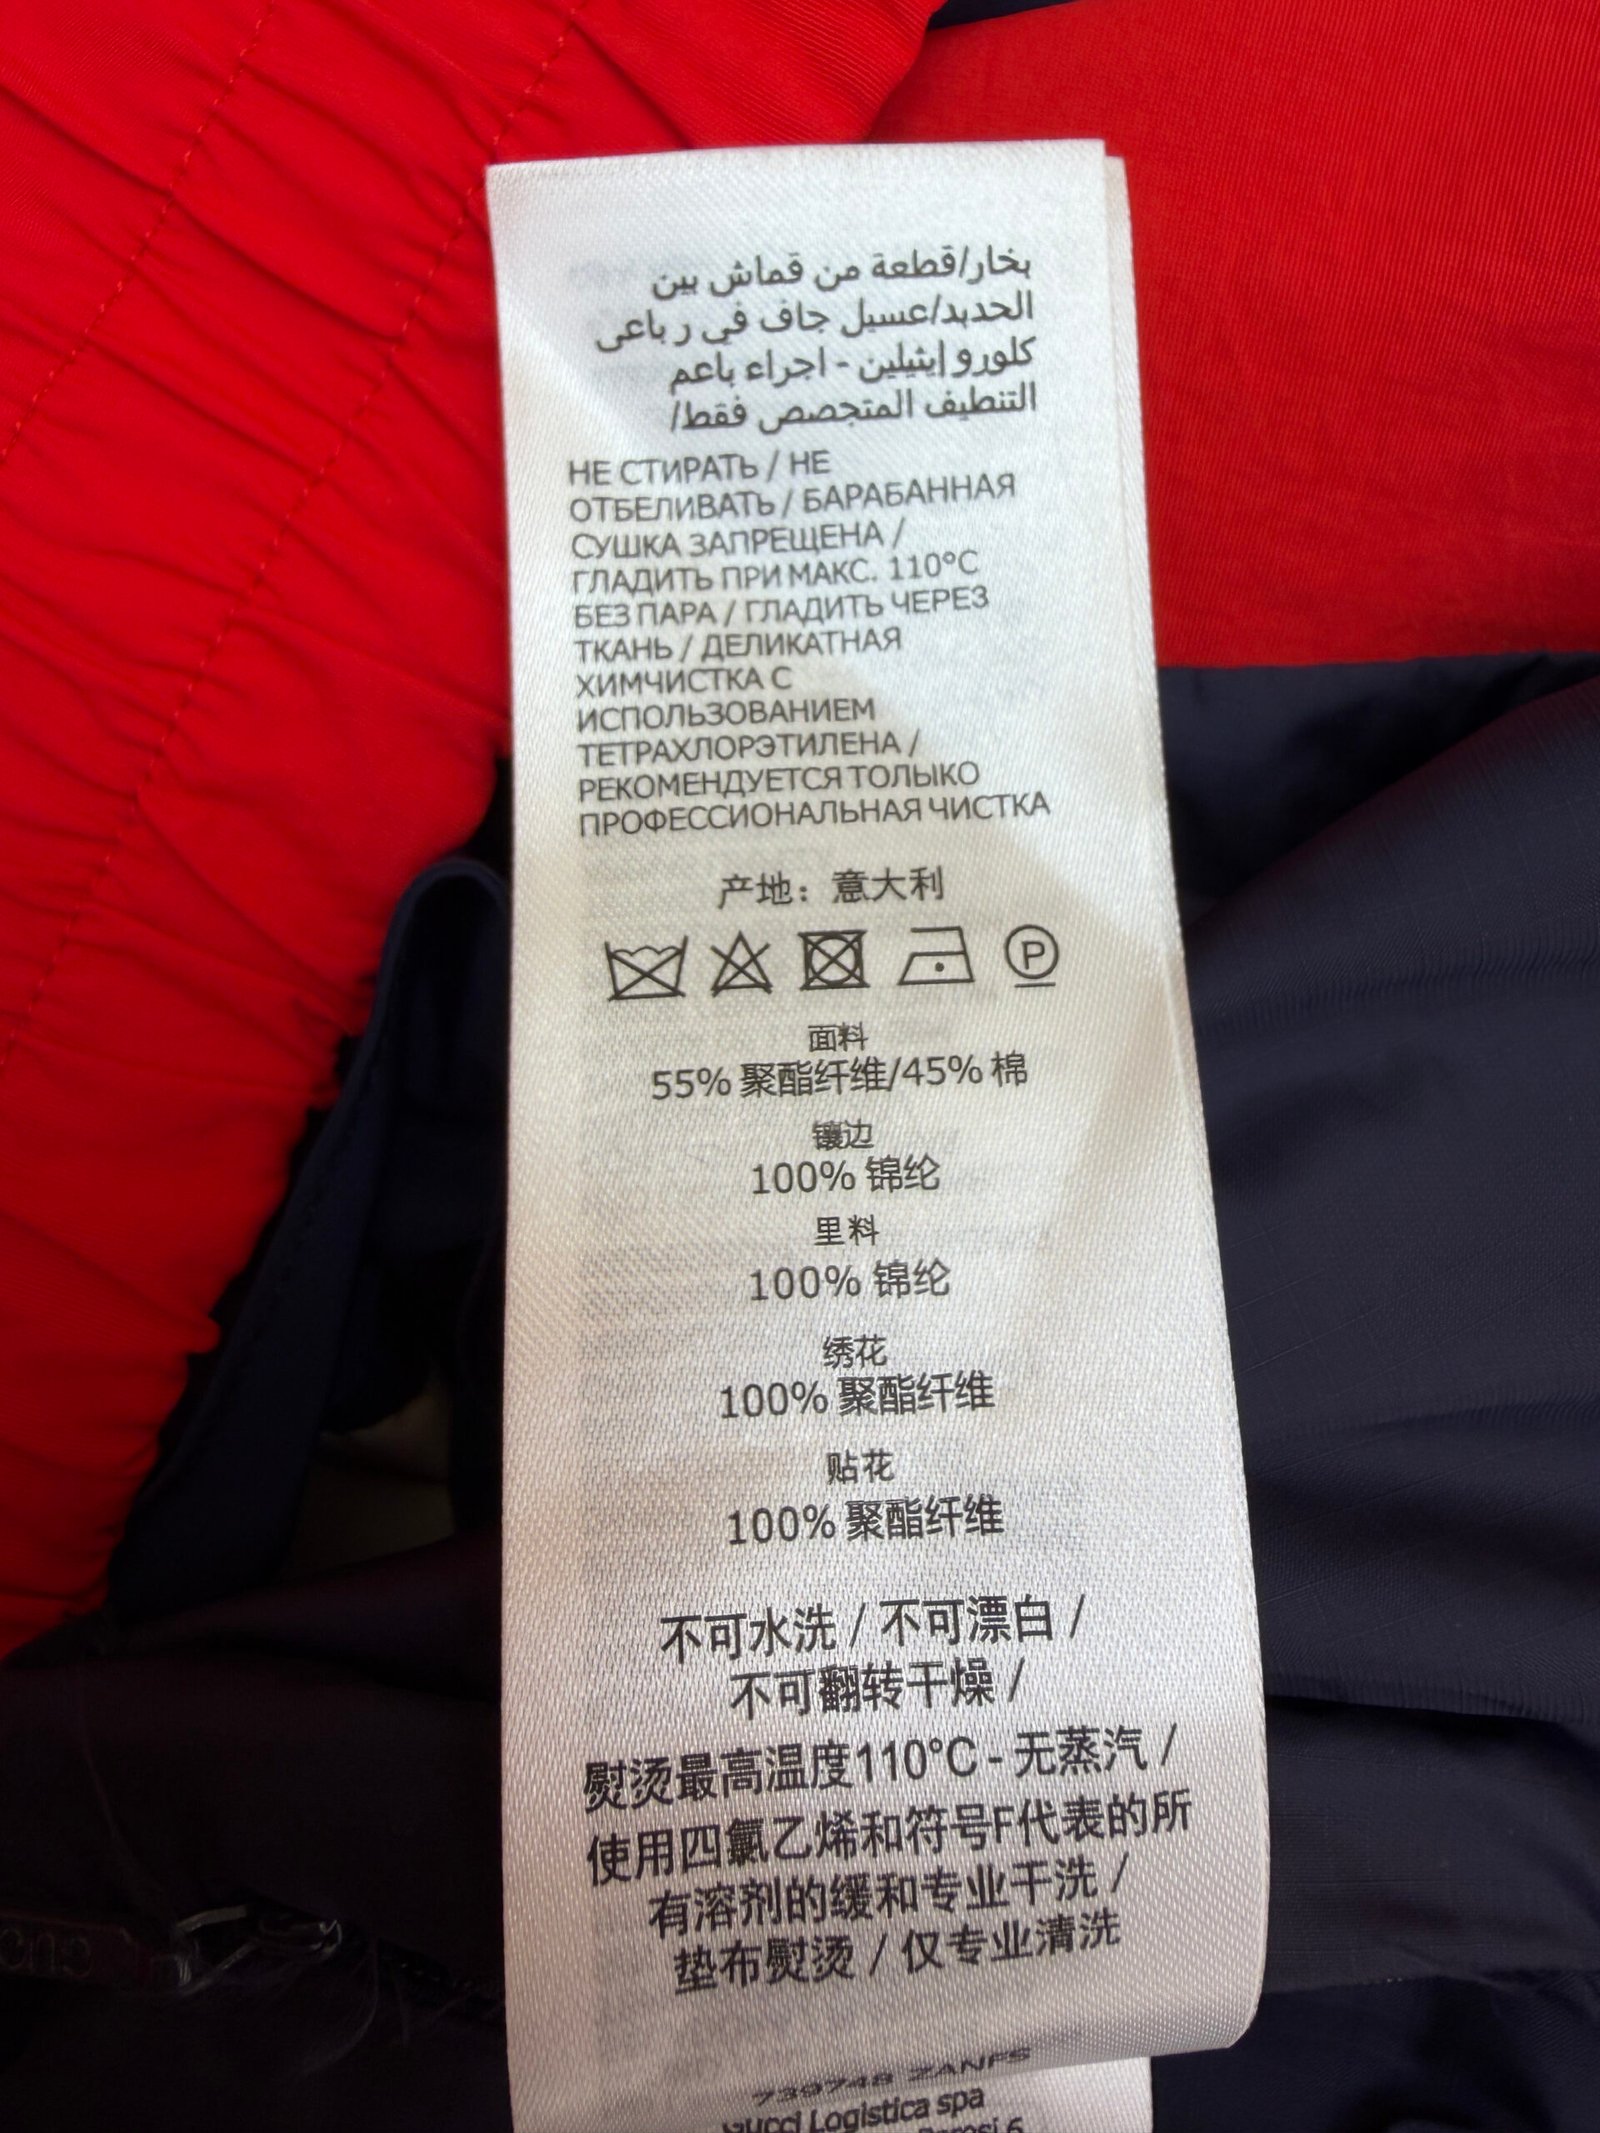 بخار/قطعة من قماش بين
الحديد/غسيل جاف في رباعى
كلورو إيثيلين - اجراء باعم
التنطيف المتجصص فقط/
НЕ СТИРАТЬ / НЕ
ОТБЕЛИВАТЬ / БАРАБАННАЯ
СУШКА ЗАПРЕЩЕНА /
ГЛАДИТЬ ПРИ МАКС. 110°C
БЕЗ ПАРА / ГЛАДИТЬ ЧЕРЕЗ
ТКАНЬ / ДЕЛИКАТНАЯ
ХИМЧИСТКА С
ИСПОЛЬЗОВАНИЕМ
ТЕТРАХЛОРЭТИЛЕНА /
РЕКОМЕНДУЕТСЯ ТОЛЫКО
ПРОФЕССИОНАЛЬНАЯ ЧИСТКА
产地：意大利
P
面料
55% 聚酯纤维/45% 棉
镶边
100% 锦纶
里料
100% 锦纶
绣花
100% 聚酯纤维
贴花
100% 聚酯纤维
不可水洗 / 不可漂白 /
不可翻转干燥 /
熨烫最高温度110°C - 无蒸汽 /
使用四氯乙烯和符号F代表的所
有溶剂的缓和专业干洗 /
垫布熨烫 / 仅专业清洗
739748 ZANFS
Gucci Logistica spa